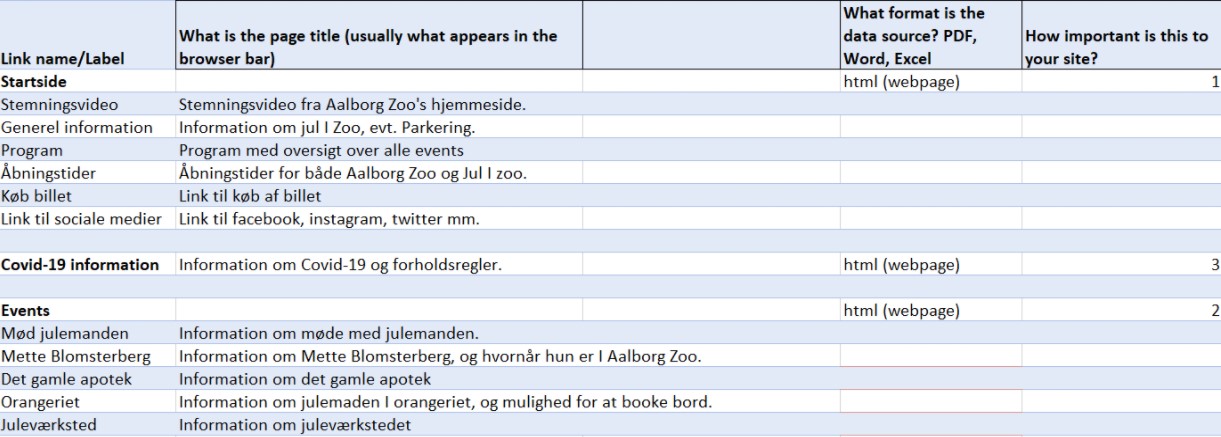 Link name/Label What is the page title (usually what appears in the browser bar) What format is the data source? PDF, Word, Excel How important is this to your site?
Startside html (webpage) 1
Stemningsvideo Stemningsvideo fra Aalborg Zoo's hjemmeside.
Generel information Information om jul I Zoo, evt. Parkering.
Program Program med oversigt over alle events
Åbningstider Åbningstider for både Aalborg Zoo og Jul I zoo.
Køb billet Link til køb af billet
Link til sociale medier Link til facebook, instagram, twitter mm.
Covid-19 information Information om Covid-19 og forholdsregler. html (webpage) 3
Events html (webpage) 2
Mød julemanden Information om møde med julemanden.
Mette Blomsterberg Information om Mette Blomsterberg, og hvornår hun er I Aalborg Zoo.
Det gamle apotek Information om det gamle apotek
Orangeriet Information om julemaden I orangeriet, og mulighed for at booke bord.
Juleværksted Information om juleværkstedet